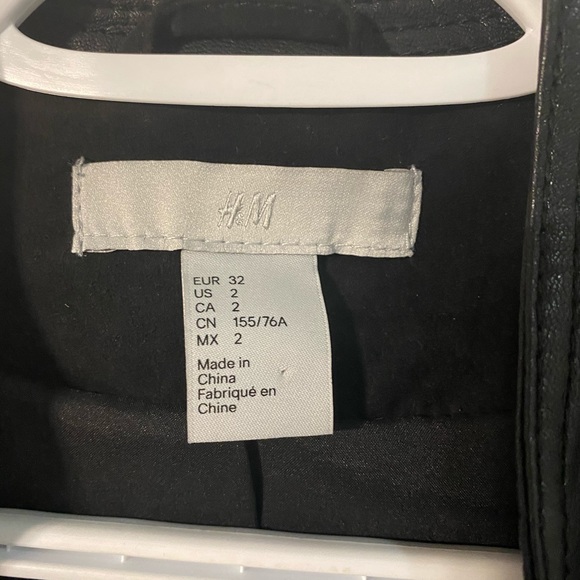 H&M
EUR 32
US 2
CA 2
CN 155/76A
MX 2
Made in
China
Fabriqué en
Chine